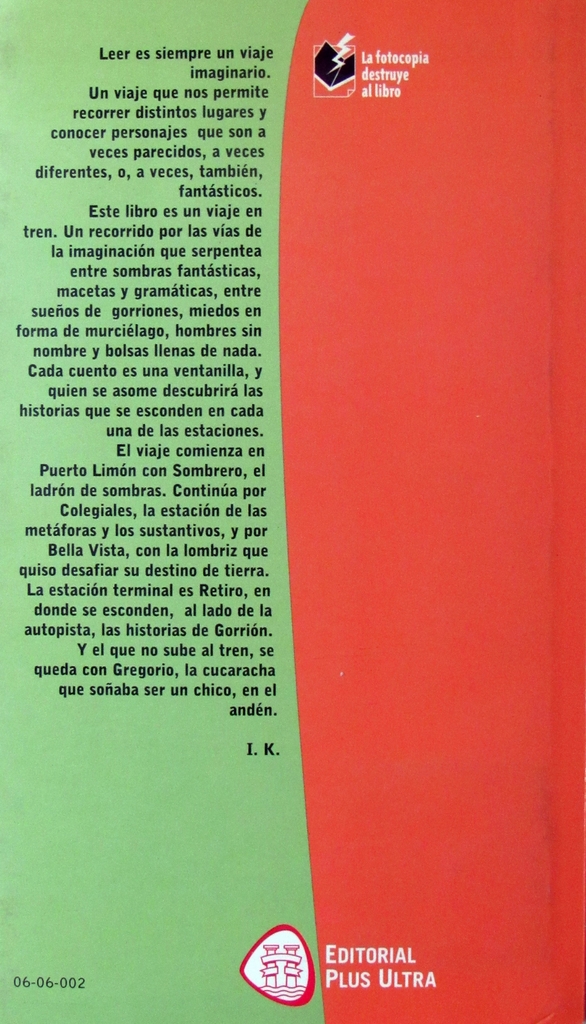 Leer es siempre un viaje
imaginario.
Un viaje que nos permite
recorrer distintos lugares y
conocer personajes que son a
veces parecidos, a veces
diferentes, o, a veces, también,
fantásticos.
Este libro es un viaje en
tren. Un recorrido por las vías de
la imaginación que serpentea
entre sombras fantásticas,
macetas y gramáticas, entre
sueños de gorriones, miedos en
forma de murciélago, hombres sin
nombre y bolsas llenas de nada.
Cada cuento es una ventanilla, y
quien se asome descubrirá las
historias que se esconden en cada
una de las estaciones.
El viaje comienza en
Puerto Limón con Sombrero, el
ladrón de sombras. Continúa por
Colegiales, la estación de las
metáforas y los sustantivos, y por
Bella Vista, con la lombriz que
quiso desafiar su destino de tierra.
La estación terminal es Retiro, en
donde se esconden, al lado de la
autopista, las historias de Gorrión.
Y el que no sube al tren, se
queda con Gregorio, la cucaracha
que soñaba ser un chico, en el
andén.
I. K.
La fotocopia
destruye
al libro
06-06-002
EDITORIAL
PLUS ULTRA